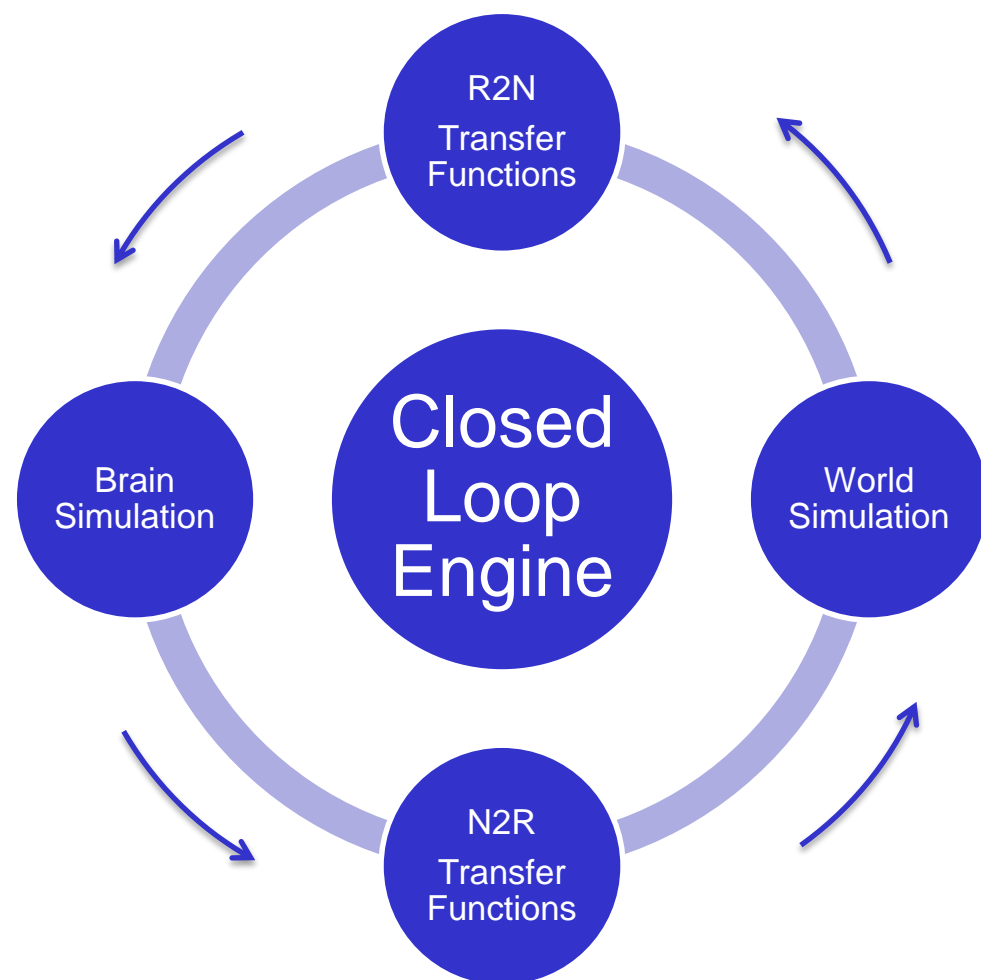 R2N
Transfer
Functions
Brain
Simulation
Closed
Loop
Engine
World
Simulation
N2R
Transfer
Functions